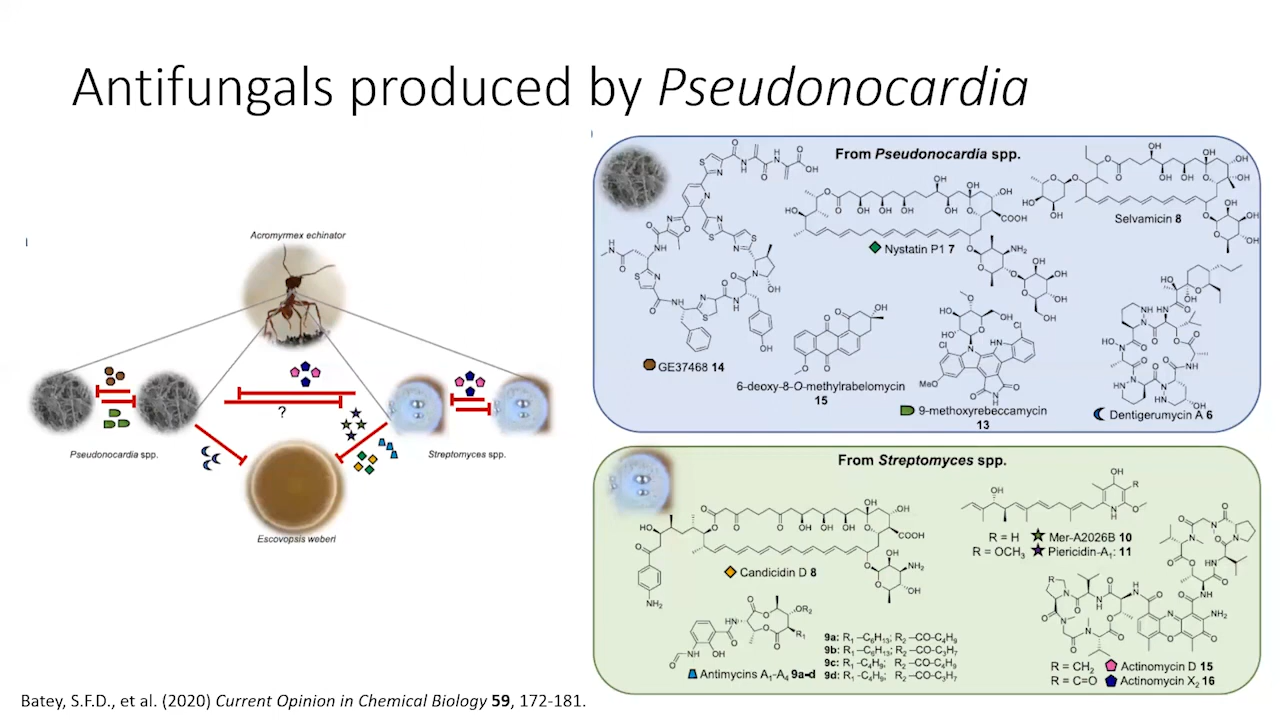 Antifungals produced by Pseudonocardia
Acromyrmex echinator
?
Pseudonocardia spp.
Streptomyces spp.
Escovopsis weberi
From Pseudonocardia spp.
Selvamicin 8
Nystatin P1 7
GE37468 14
6-deoxy-8-O-methylrabelomycin
15
9-methoxyrebeccamycin
13
Dentigerumycin A 6
From Streptomyces spp.
R = H Mer-A2026B 10
R = OCH₃ Piericidin-A₁: 11
Candicidin D 8
Antimycins A₁-A₄ 9a-d
9a: R₁ –C₆H₁₃; R₂ –CO-C₄H₉
9b: R₁ –C₆H₁₃; R₂ –CO-C₃H₇
9c: R₁ -C₄H₉; R₂ –CO-C₄H₉
9d: R₁ –C₄H₉; R₂ –CO-C₃H₇
R = CH₂ Actinomycin D 15
R = C=O Actinomycin X₂ 16
Batey, S.F.D., et al. (2020) Current Opinion in Chemical Biology 59, 172-181.